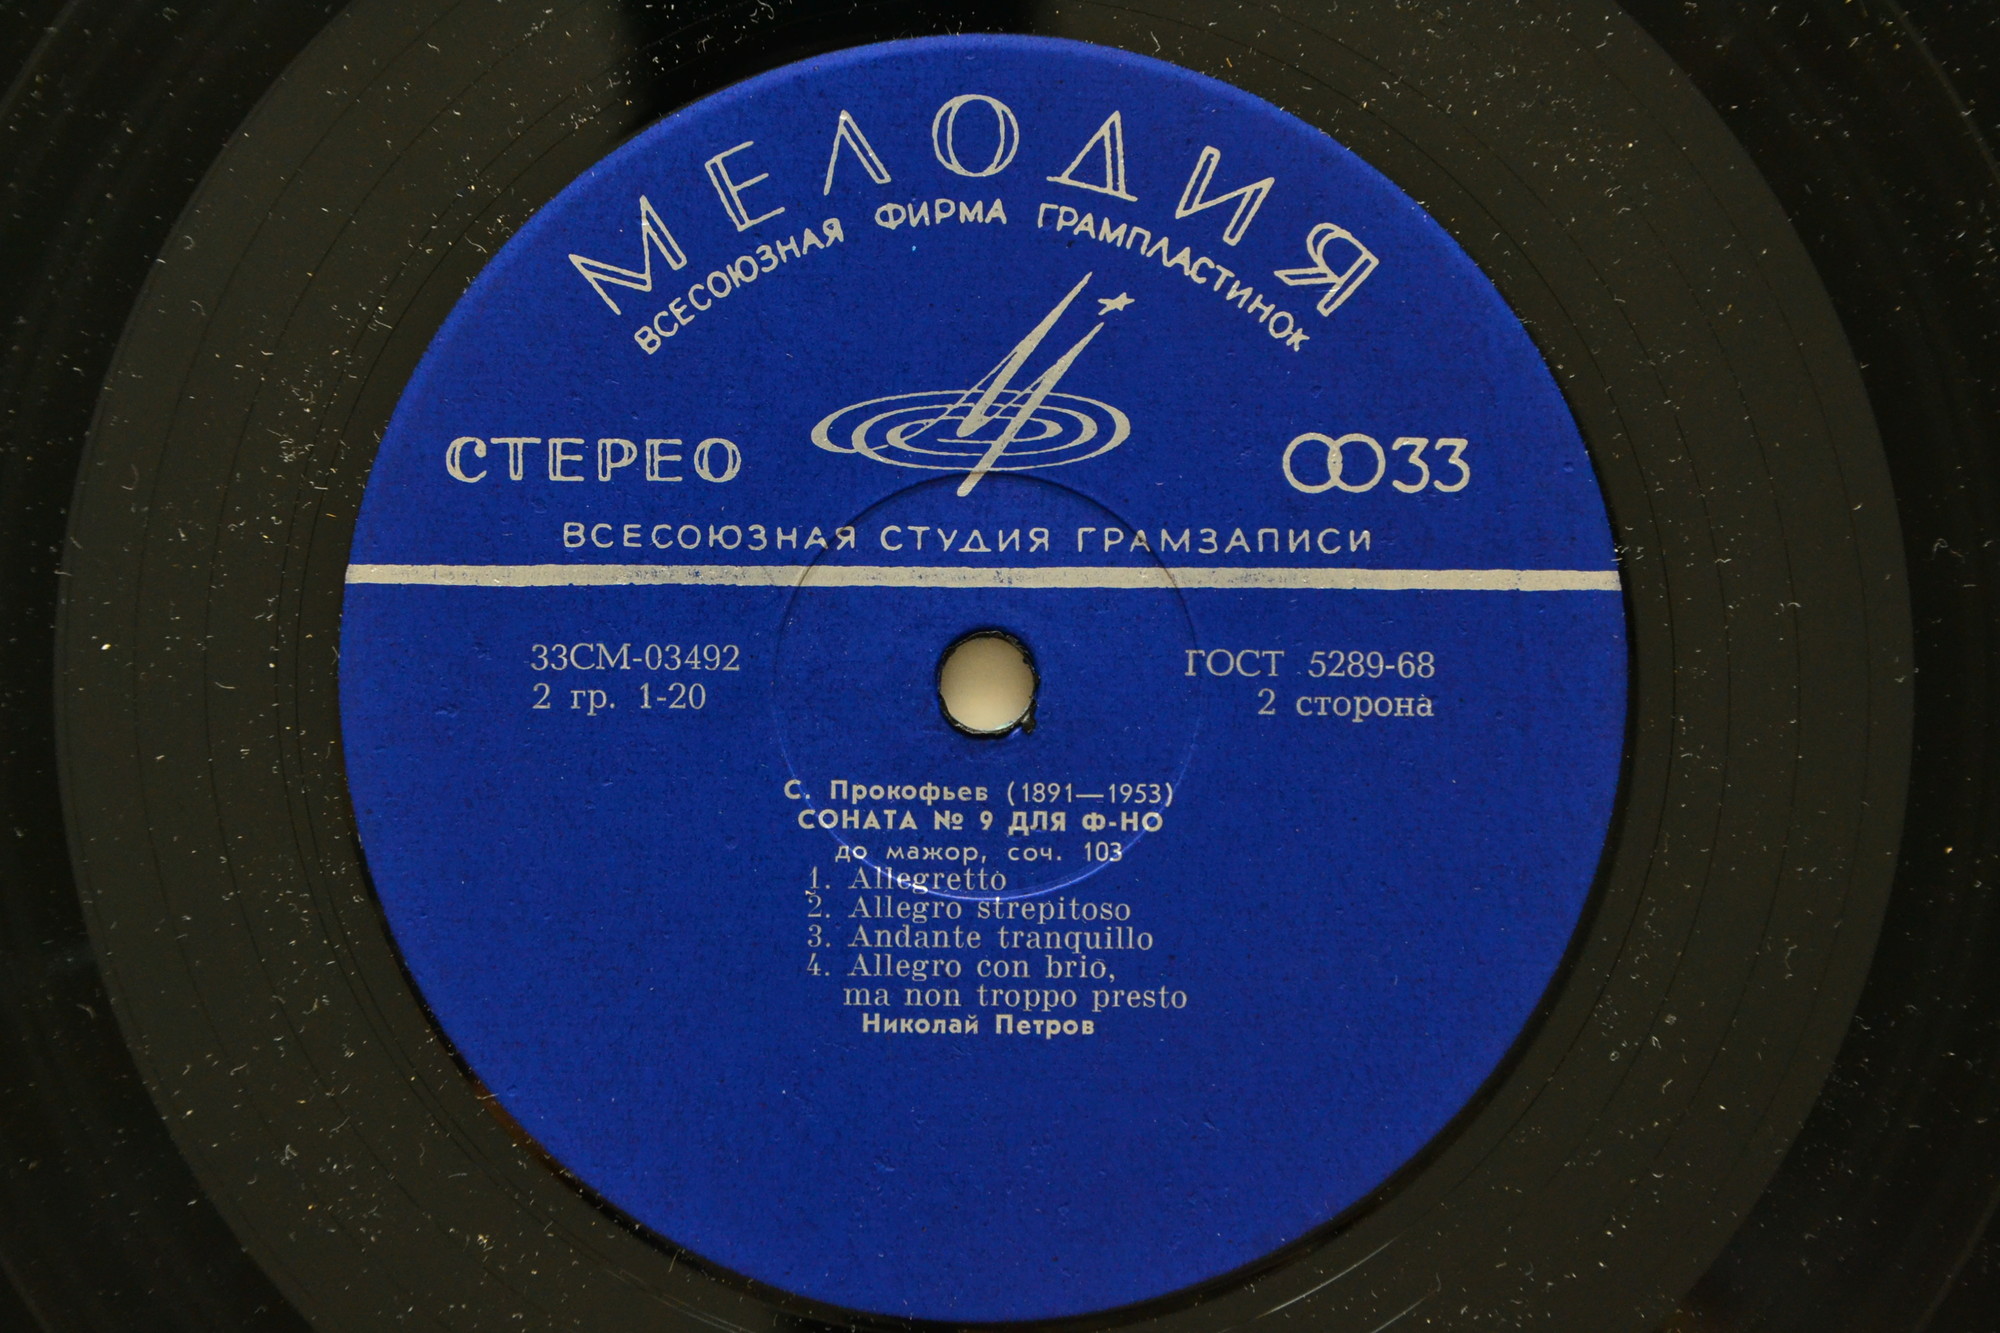 МЕЛОДИЯ
ВСЕСОЮЗНАЯ ФИРМА ГРАМПЛАСТИНОК
СТЕРЕО
33
ВСЕСОЮЗНАЯ СТУДИЯ ГРАМЗАПИСИ
33СМ-03492
2 гр. 1-20
ГОСТ 5289-68
2 сторона
С. Прокофьев (1891—1953)
СОНАТА № 9 ДЛЯ Ф-НО
до мажор, соч. 103
1. Allegretto
2. Allegro strepitoso
3. Andante tranquillo
4. Allegro con brio,
ma non troppo presto
Николай Петров